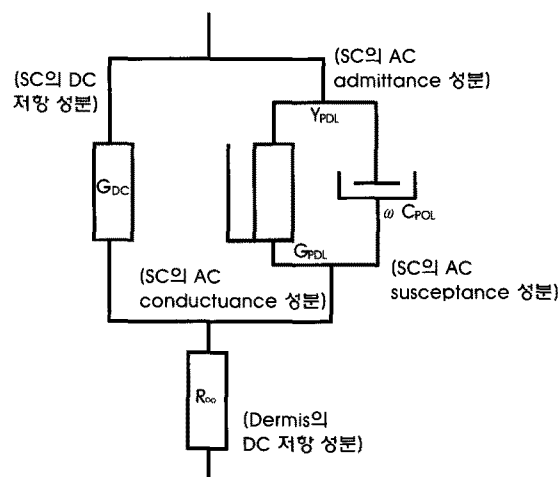 (SC의 DC
저항 성분)
(SC의 AC
admittance 성분)
YPDL
GDC
ω CPOL
GPDL
(SC의 AC
conductuance 성분)
(SC의 AC
susceptance 성분)
R∞
(Dermis의
DC 저항 성분)